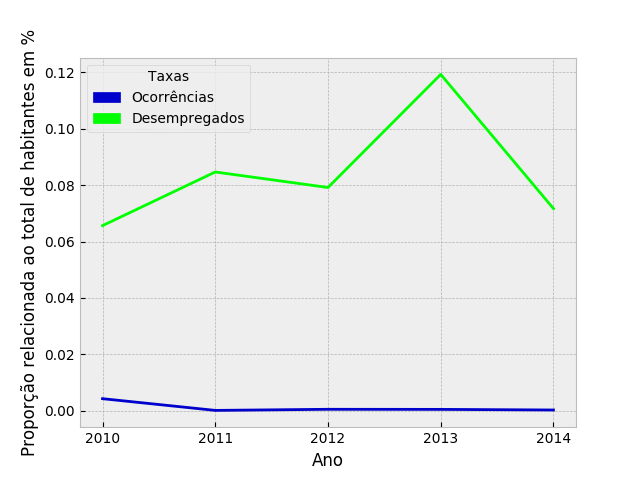 Proporção relacionada ao total de habitantes em %
0.12
0.10
0.08
0.06
0.04
0.02
0.00
Taxas
Ocorrências
Desempregados
2010 2011 2012 2013 2014
Ano